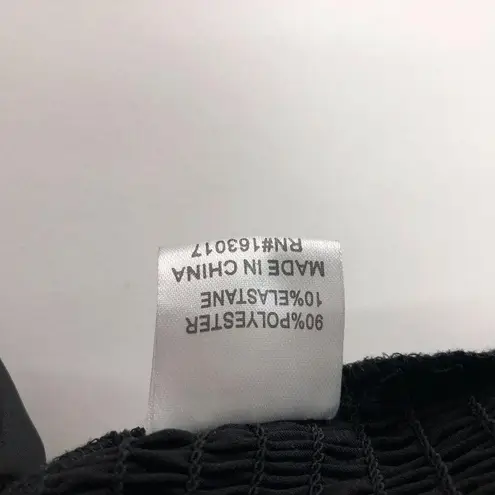 90%POLYESTER
10%ELASTANE
MADE IN CHINA
RN#163017